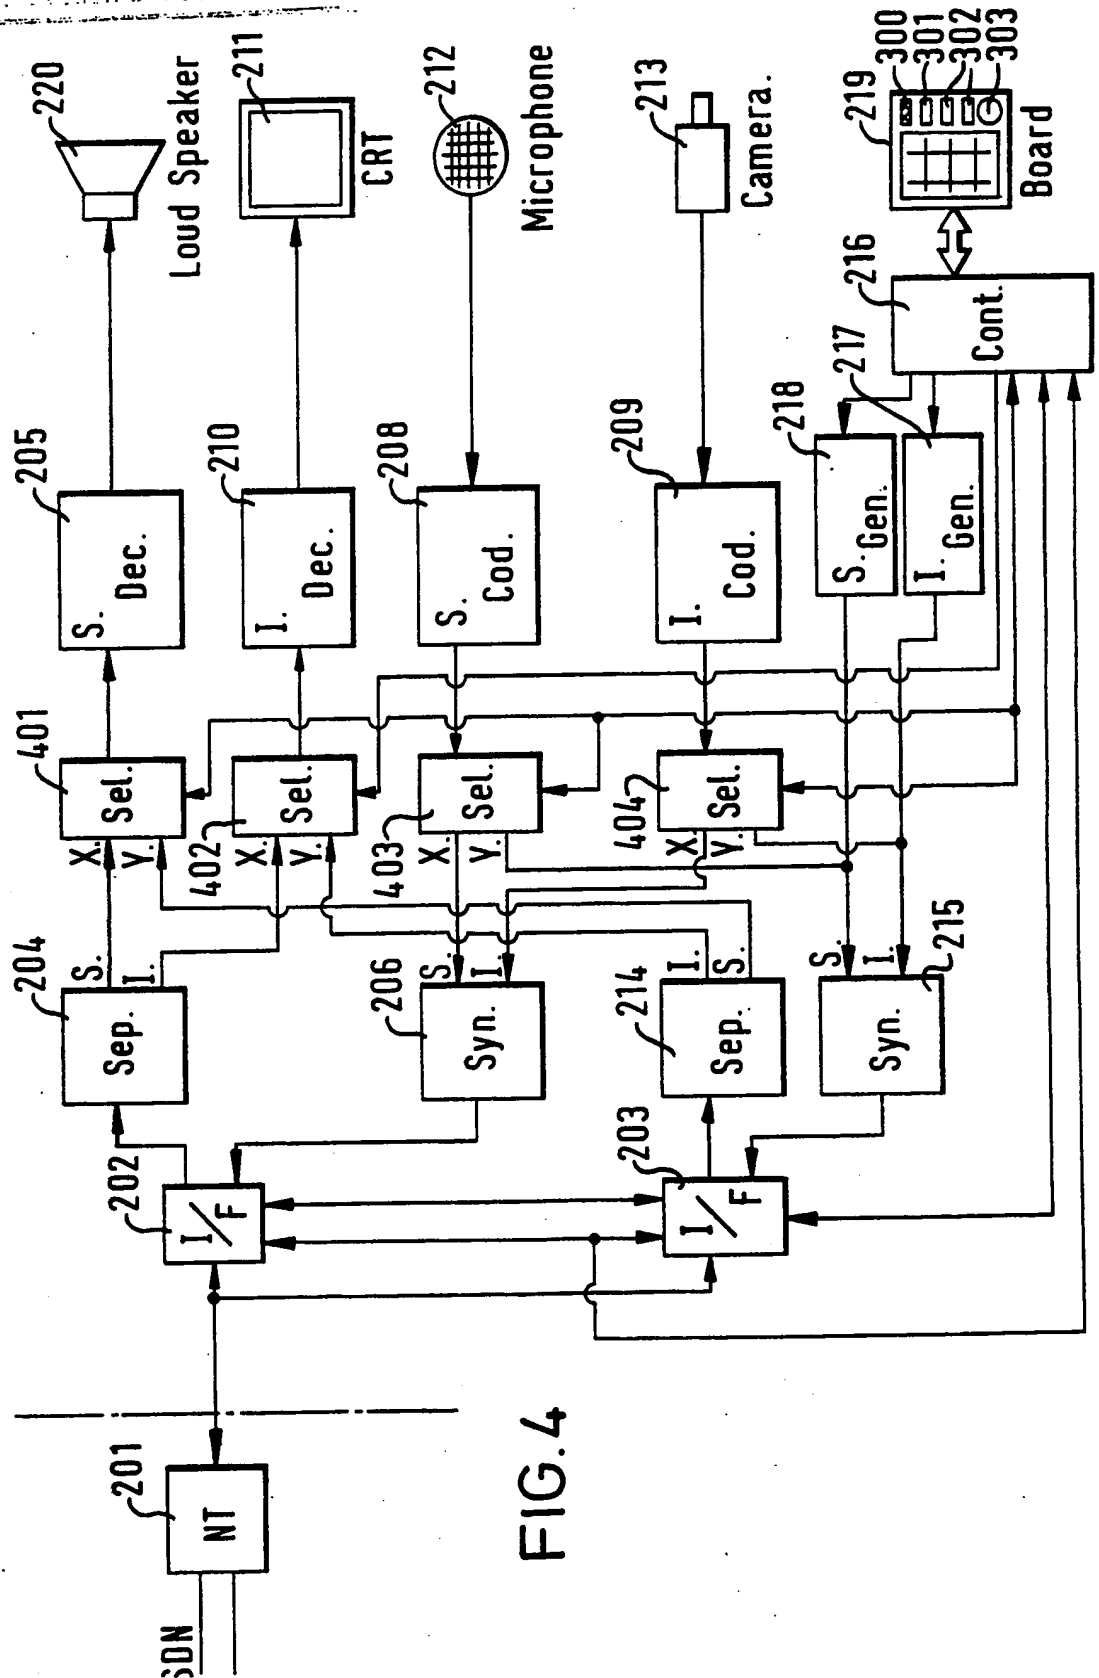 220
Loud Speaker
211
CRT
212
Microphone
213
Camera.
219
300
301
302
303
Board
205
S.
Dec.
210
I.
Dec.
208
S.
Cod.
209
I.
Cod.
218
S.
Gen.
217
I.
Gen.
216
Cont.
401
Sel.
X.
Y.
402
Sel.
X.
Y.
403
Sel.
X.
Y.
404
Sel.
X.
Y.
204
Sep.
S.
I.
206
Syn.
S.
I.
214
Sep.
I.
S.
215
Syn.
S.
I.
202
I/F
203
I/F
201
NT
SDN
FIG. 4